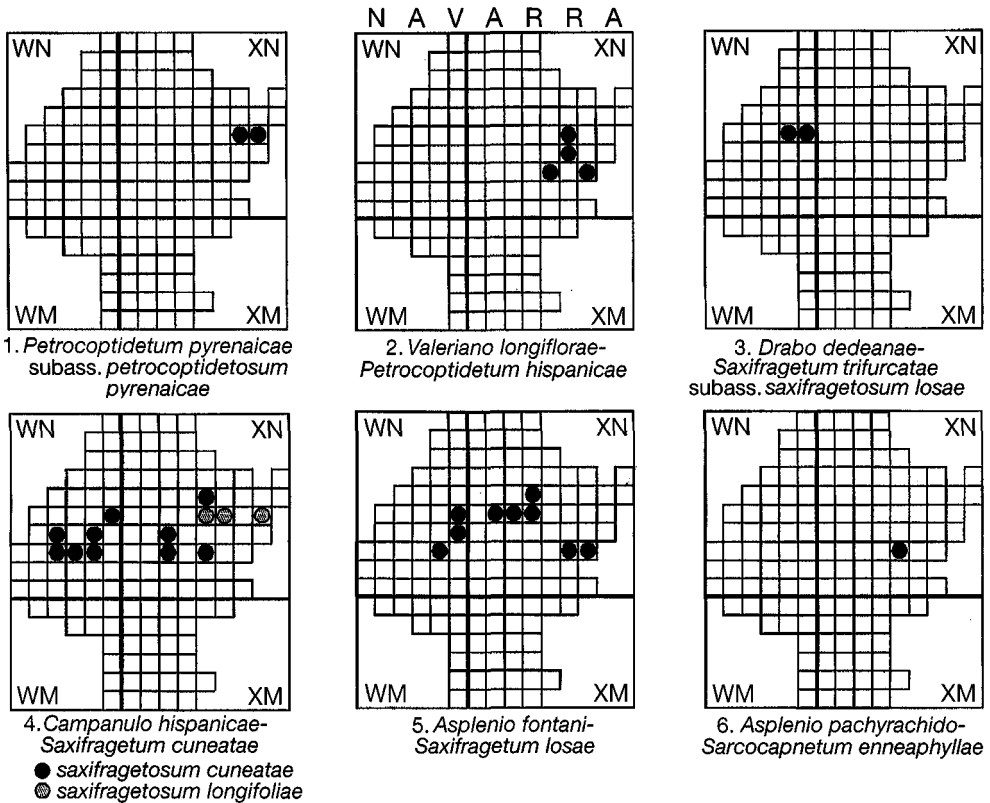 NAVARRA
WN XN
WM XM
1. Petrocoptidetum pyrenaicae
subass. petrocoptidetosum
pyrenaicae
WN XN
WM XM
2. Valeriano longiflorae-
Petrocoptidetum hispanicae
WN XN
WM XM
3. Drabo dedeanae-
Saxifragetum trifurcatae
subass. saxifragetosum losae
WN XN
WM XM
4. Campanulo hispanicae-
Saxifragetum cuneatae
saxifragetosum cuneatae
saxifragetosum longifoliae
WN XN
WM XM
5. Asplenio fontani-
Saxifragetum losae
WN XN
WM XM
6. Asplenio pachyrachido-
Sarcocapnetum enneaphyllae